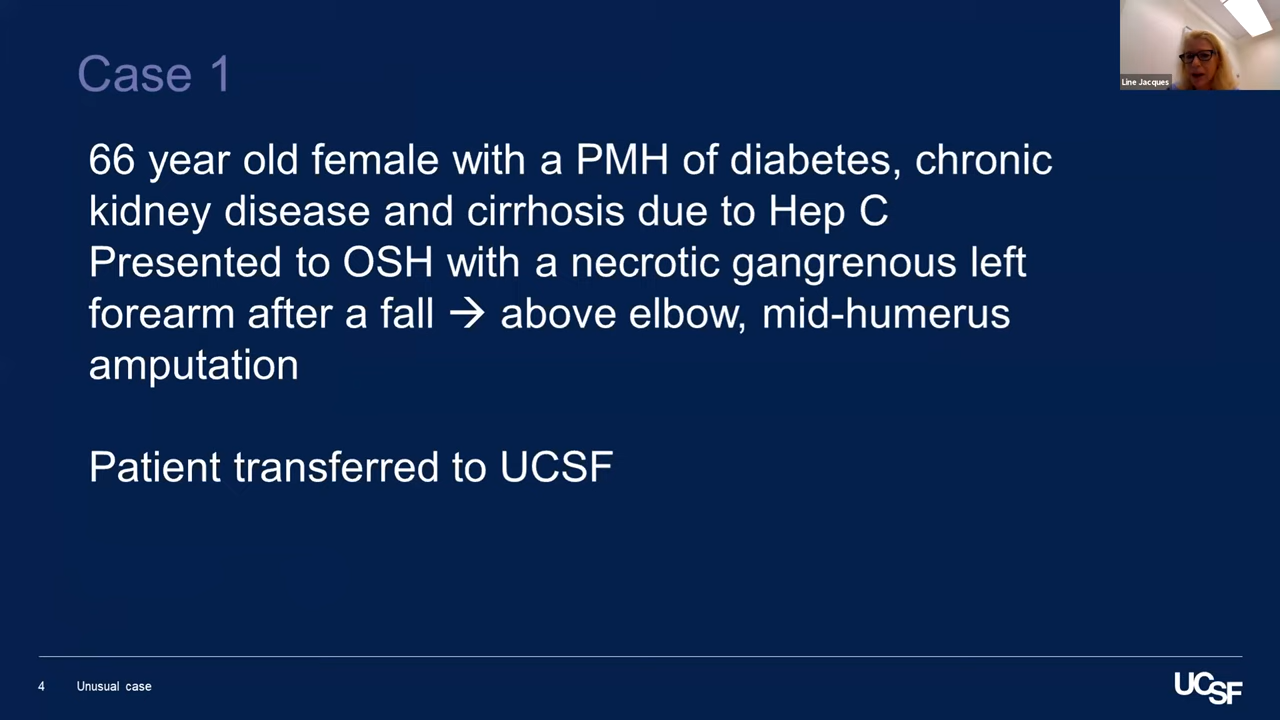 Case 1
Line Jacques
66 year old female with a PMH of diabetes, chronic
kidney disease and cirrhosis due to Hep C
Presented to OSH with a necrotic gangrenous left
forearm after a fall → above elbow, mid-humerus
amputation
Patient transferred to UCSF
4 Unusual case
UCSF